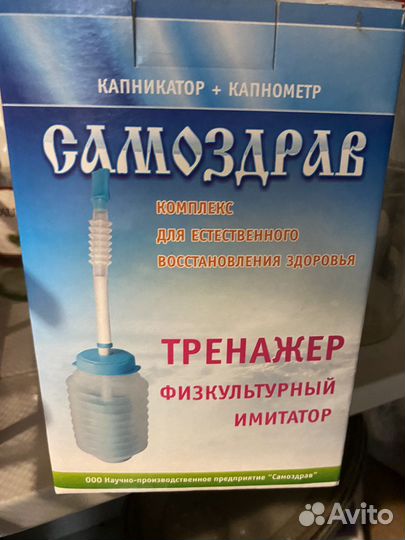 КАПНИКАТОР + КАПНОМЕТР
САМОЗДРАВ
КОМПЛЕКС
ДЛЯ ЕСТЕСТВЕННОГО
ВОССТАНОВЛЕНИЯ ЗДОРОВЬЯ
ТРЕНАЖЕР
ФИЗКУЛЬТУРНЫЙ
ИМИТАТОР
ООО Научно-производственное предприятие "Самоздрав"
Avito